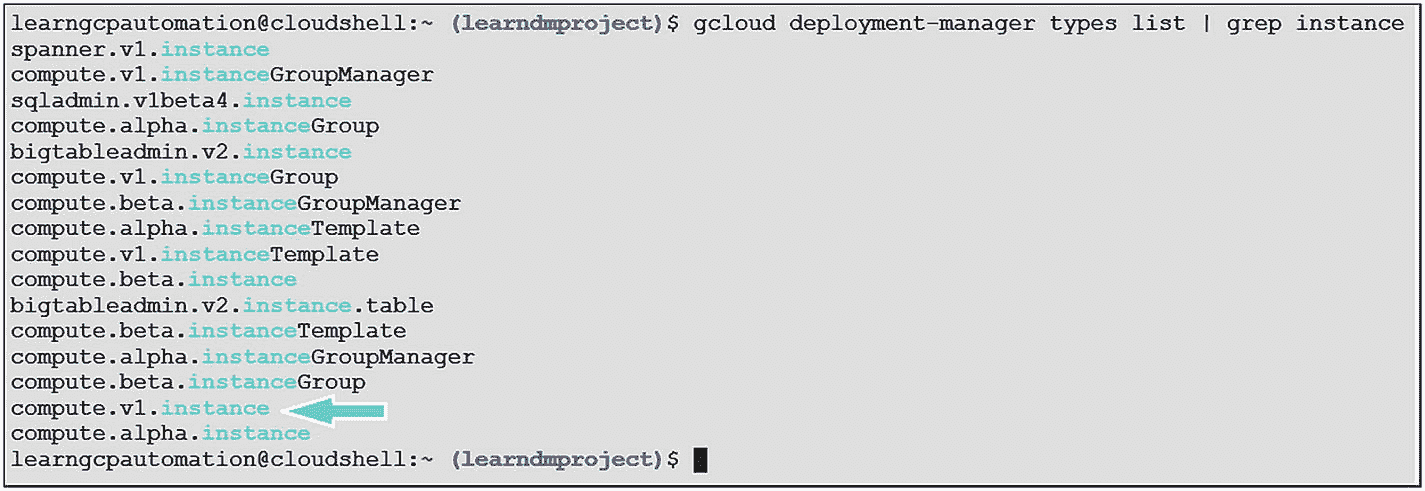 learngcpautomation@cloudshell:~ (learndmproject)$ gcloud deployment-manager types list | grep instance
spanner.v1.instance
compute.v1.instanceGroupManager
sqladmin.v1beta4.instance
compute.alpha.instanceGroup
bigtableadmin.v2.instance
compute.v1.instanceGroup
compute.beta.instanceGroupManager
compute.alpha.instanceTemplate
compute.v1.instanceTemplate
compute.beta.instance
bigtableadmin.v2.instance.table
compute.beta.instanceTemplate
compute.alpha.instanceGroupManager
compute.beta.instanceGroup
compute.v1.instance
compute.alpha.instance
learngcpautomation@cloudshell:~ (learndmproject)$